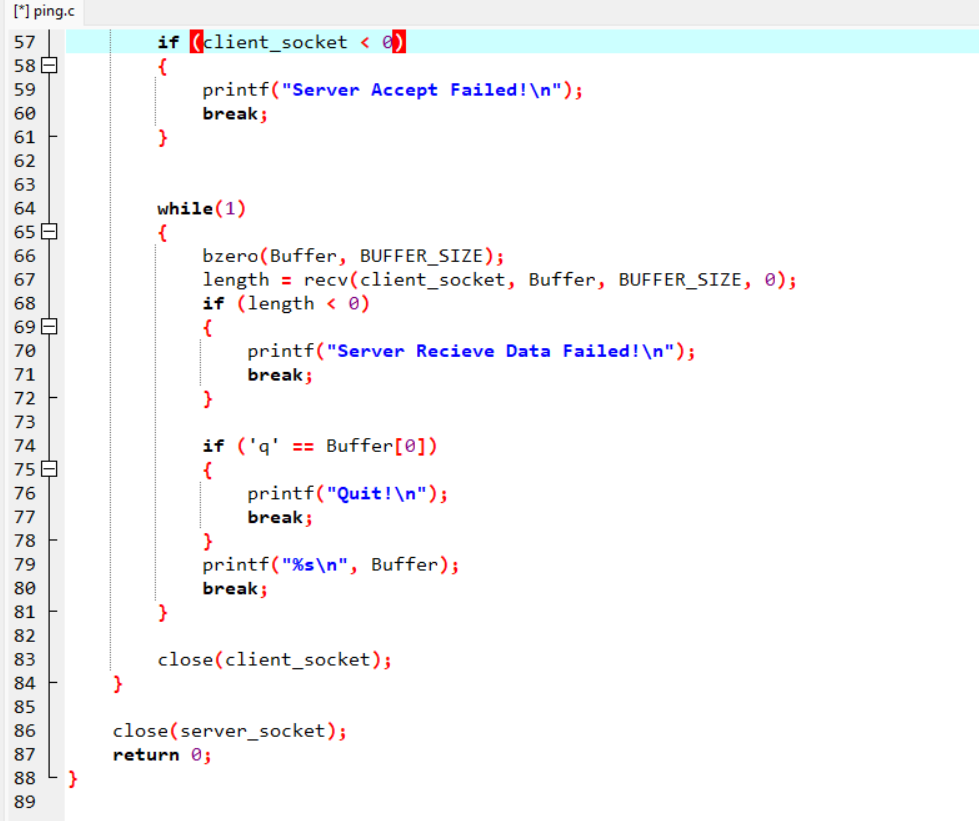 [*] ping.c
57 if (client_socket < 0)
58 {
59 printf("Server Accept Failed!\n");
60 break;
61 }
62
63
64 while(1)
65 {
66 bzero(Buffer, BUFFER_SIZE);
67 length = recv(client_socket, Buffer, BUFFER_SIZE, 0);
68 if (length < 0)
69 {
70 printf("Server Recieve Data Failed!\n");
71 break;
72 }
73
74 if ('q' == Buffer[0])
75 {
76 printf("Quit!\n");
77 break;
78 }
79 printf("%s\n", Buffer);
80 break;
81 }
82
83 close(client_socket);
84 }
85
86 close(server_socket);
87 return 0;
88 }
89